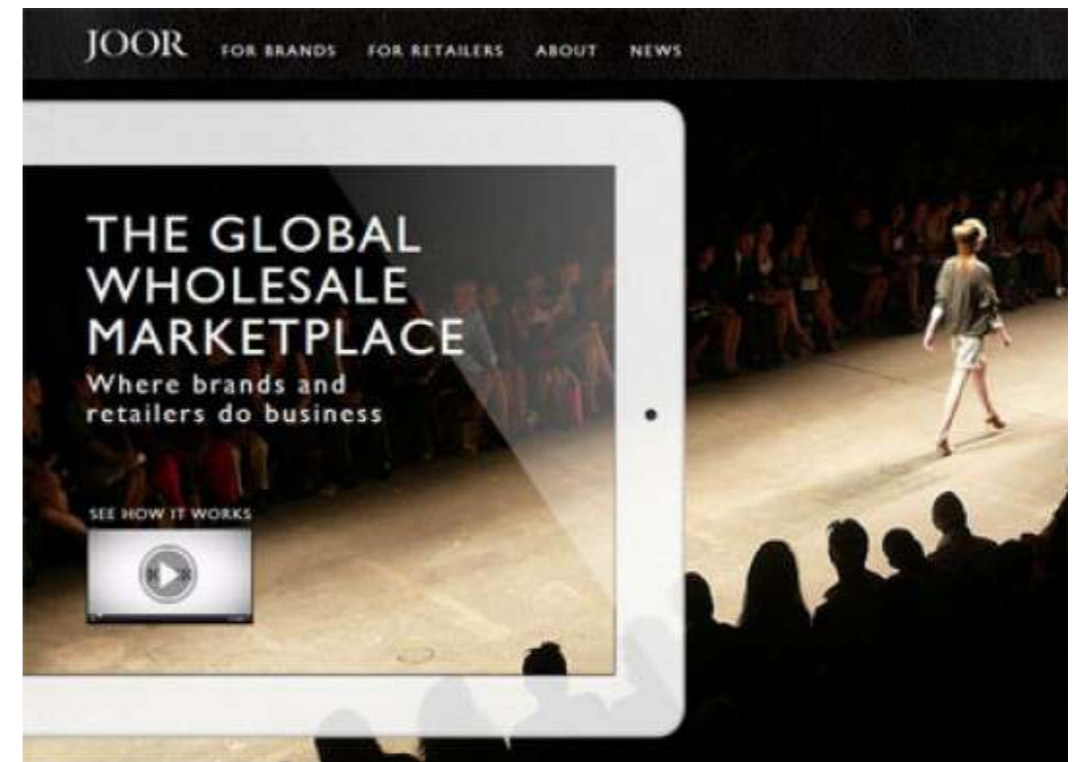 JOOR FOR BRANDS FOR RETAILERS ABOUT NEWS
THE GLOBAL
WHOLESALE
MARKETPLACE
Where brands and
retailers do business
SEE HOW IT WORKS